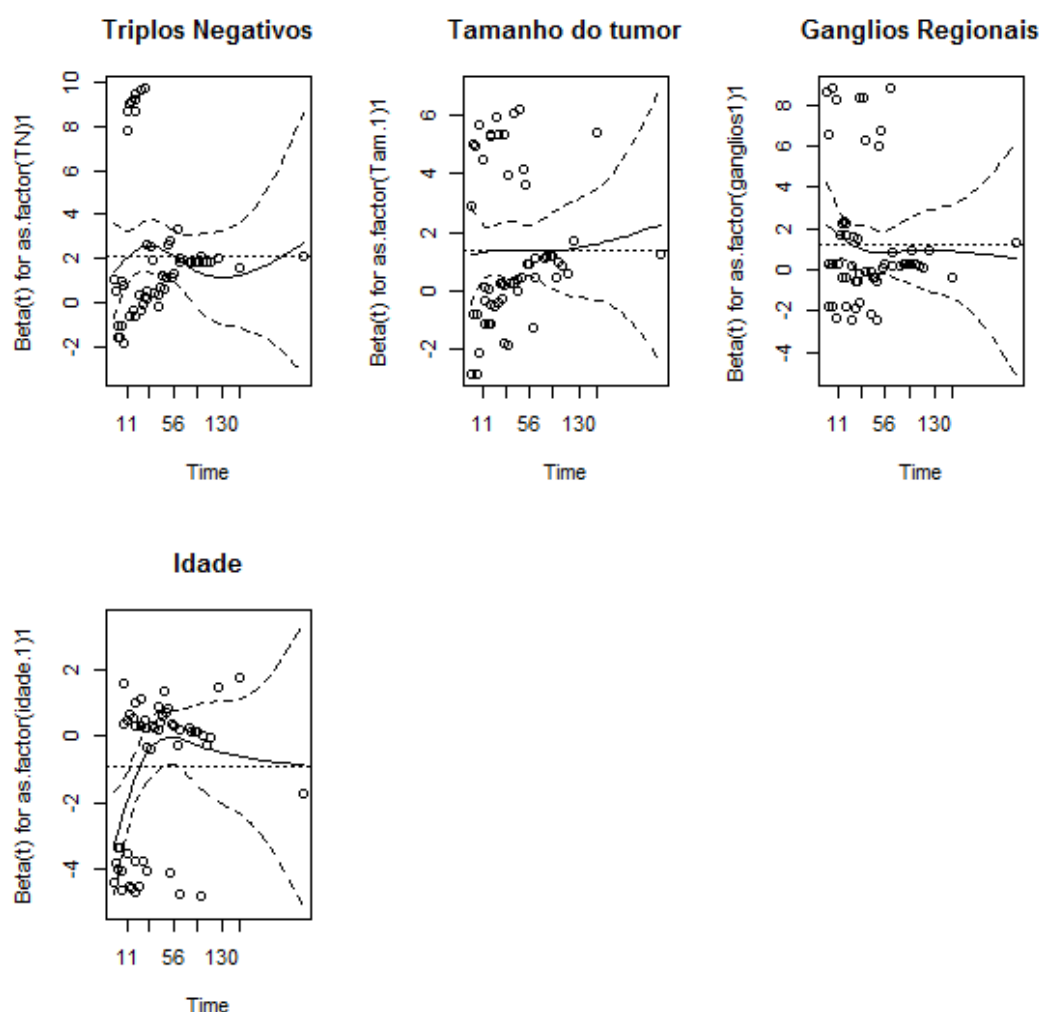 Triplos Negativos
Beta(t) for as.factor(TN)1
10
8
6
4
2
0
-2
11 56 130
Time
Tamanho do tumor
Beta(t) for as.factor(Tam.1)1
6
4
2
0
-2
11 56 130
Time
Ganglios Regionais
Beta(t) for as.factor(ganglios1)1
8
6
4
2
0
-2
-4
11 56 130
Time
Idade
Beta(t) for as.factor(idade.1)1
2
0
-2
-4
11 56 130
Time